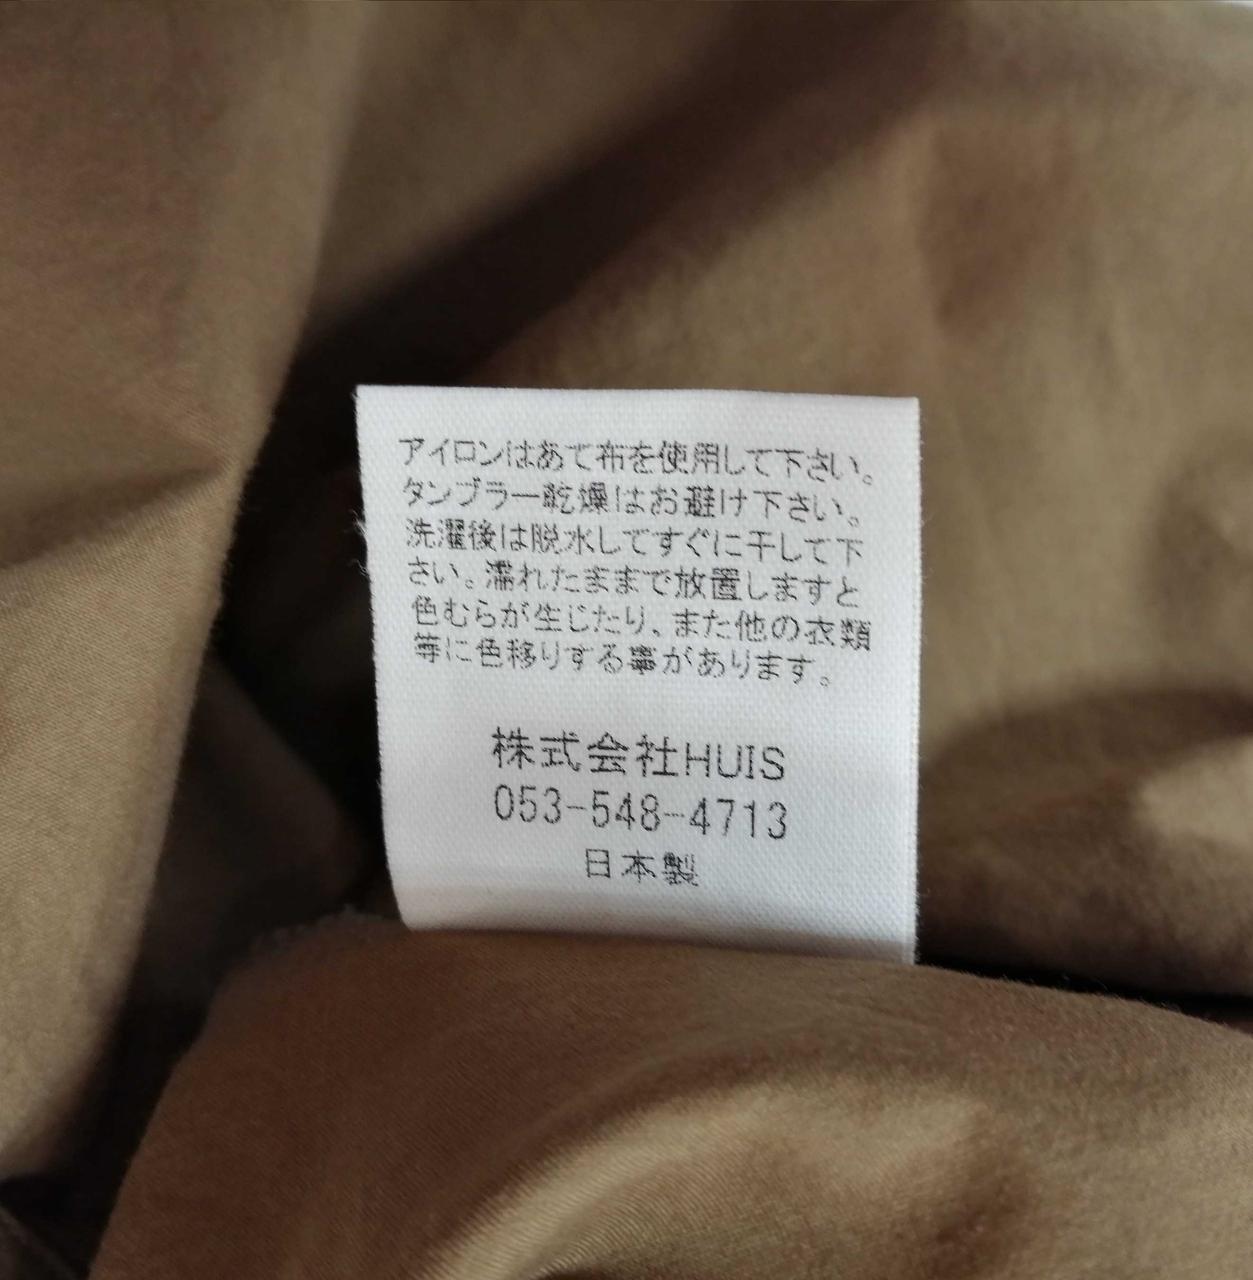 アイロンはあて布を使用して下さい。
タンブラー乾燥はお避け下さい。
洗濯後は脱水してすぐに干して下
さい。濡れたままで放置しますと
色むらが生じたり、また他の衣類
等に色移りする事があります。
株式会社HUIS
053-548-4713
日本製